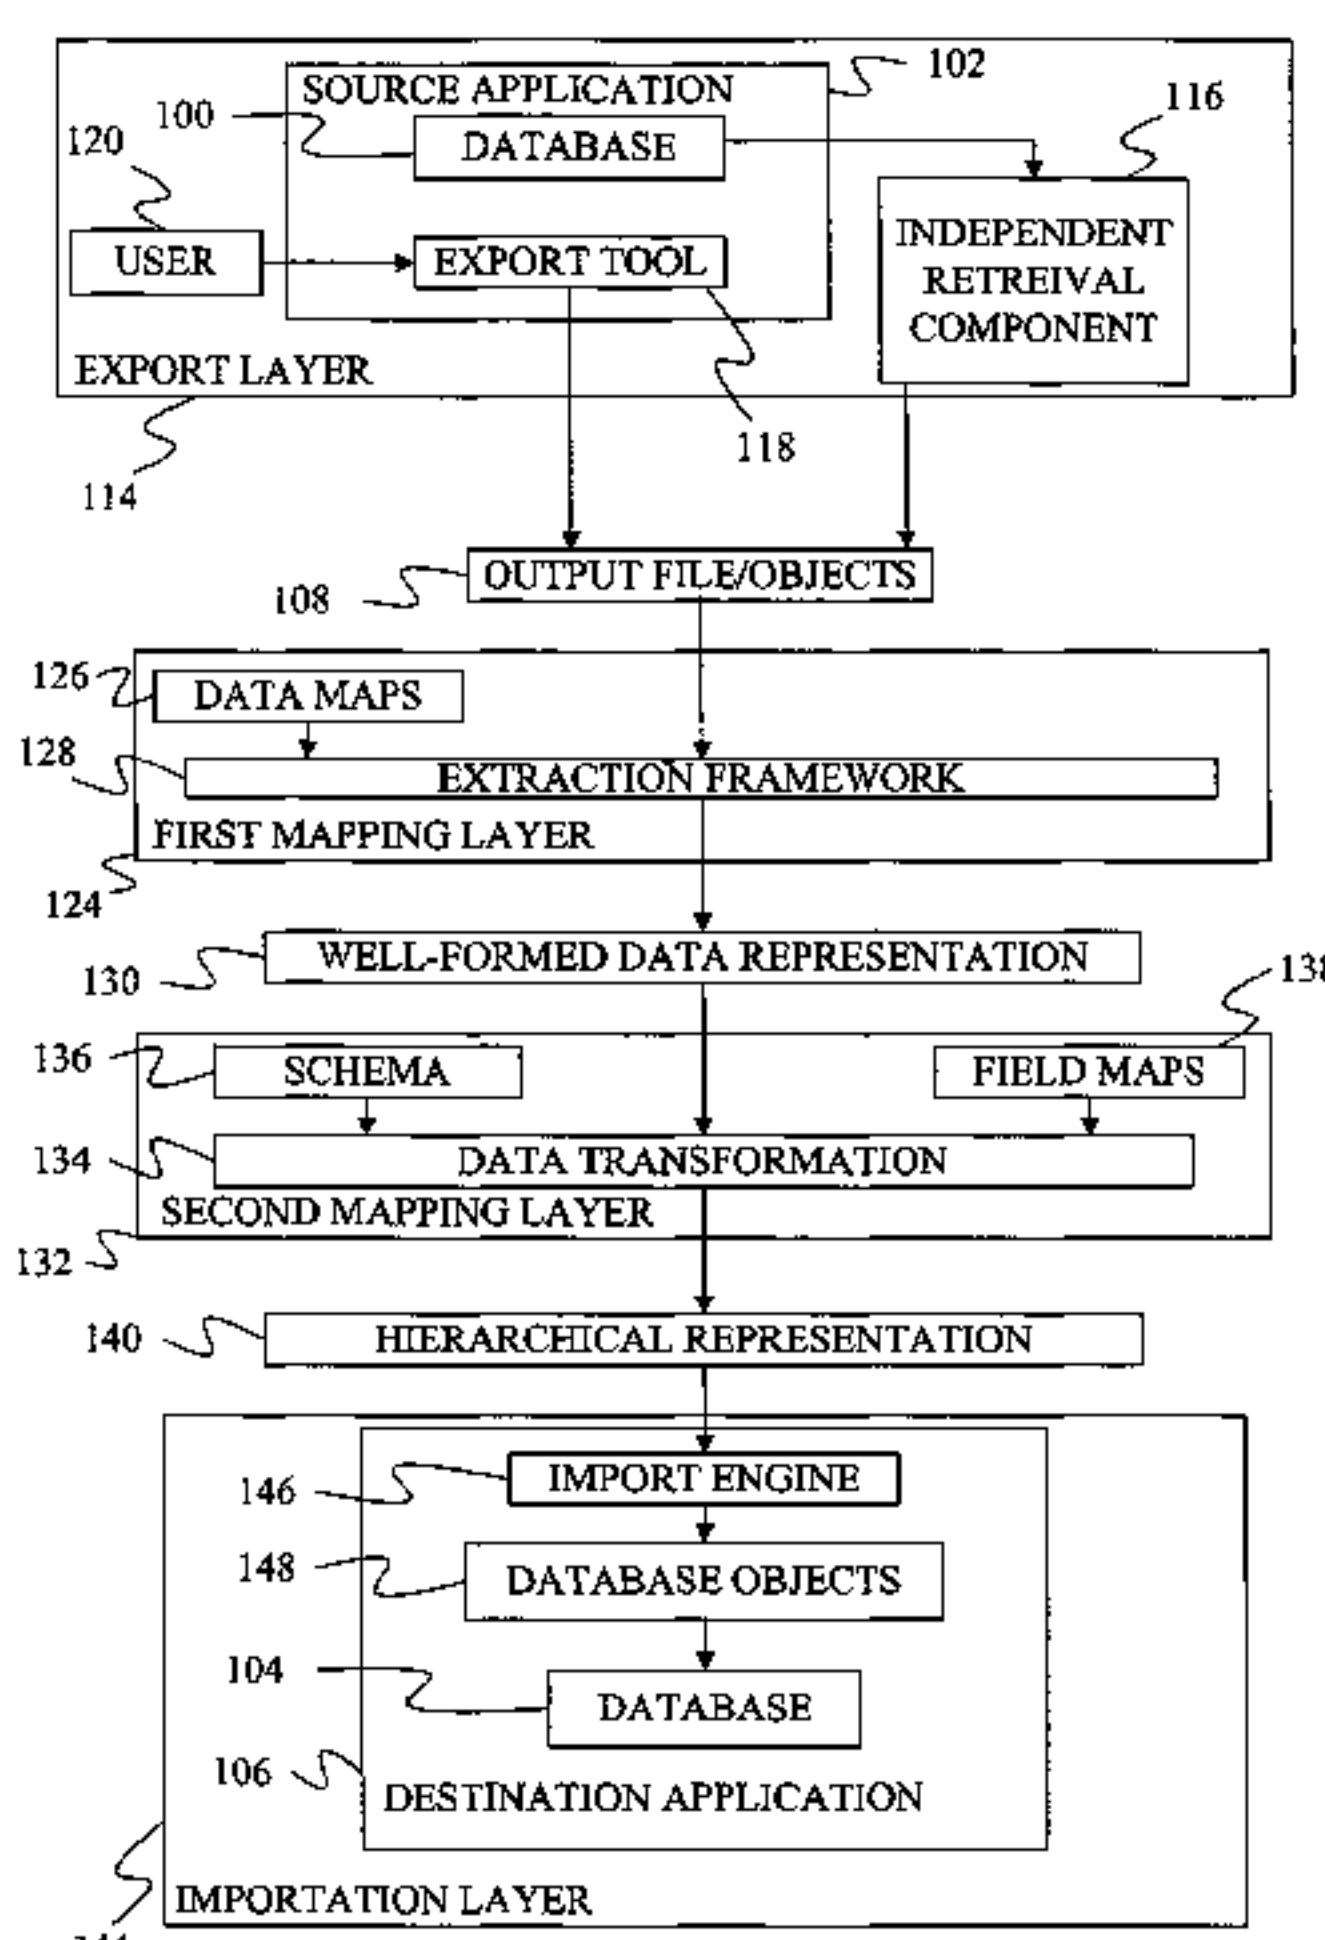 102
SOURCE APPLICATION
116
100
120
DATABASE
INDEPENDENT
RETREIVAL
COMPONENT
USER
EXPORT TOOL
EXPORT LAYER
118
114
OUTPUT FILE/OBJECTS
108
126
DATA MAPS
128
EXTRACTION FRAMEWORK
FIRST MAPPING LAYER
124
WELL-FORMED DATA REPRESENTATION
130
138
136
SCHEMA
FIELD MAPS
134
DATA TRANSFORMATION
SECOND MAPPING LAYER
132
140
HIERARCHICAL REPRESENTATION
IMPORT ENGINE
146
148
DATABASE OBJECTS
104
DATABASE
106
DESTINATION APPLICATION
IMPORTATION LAYER